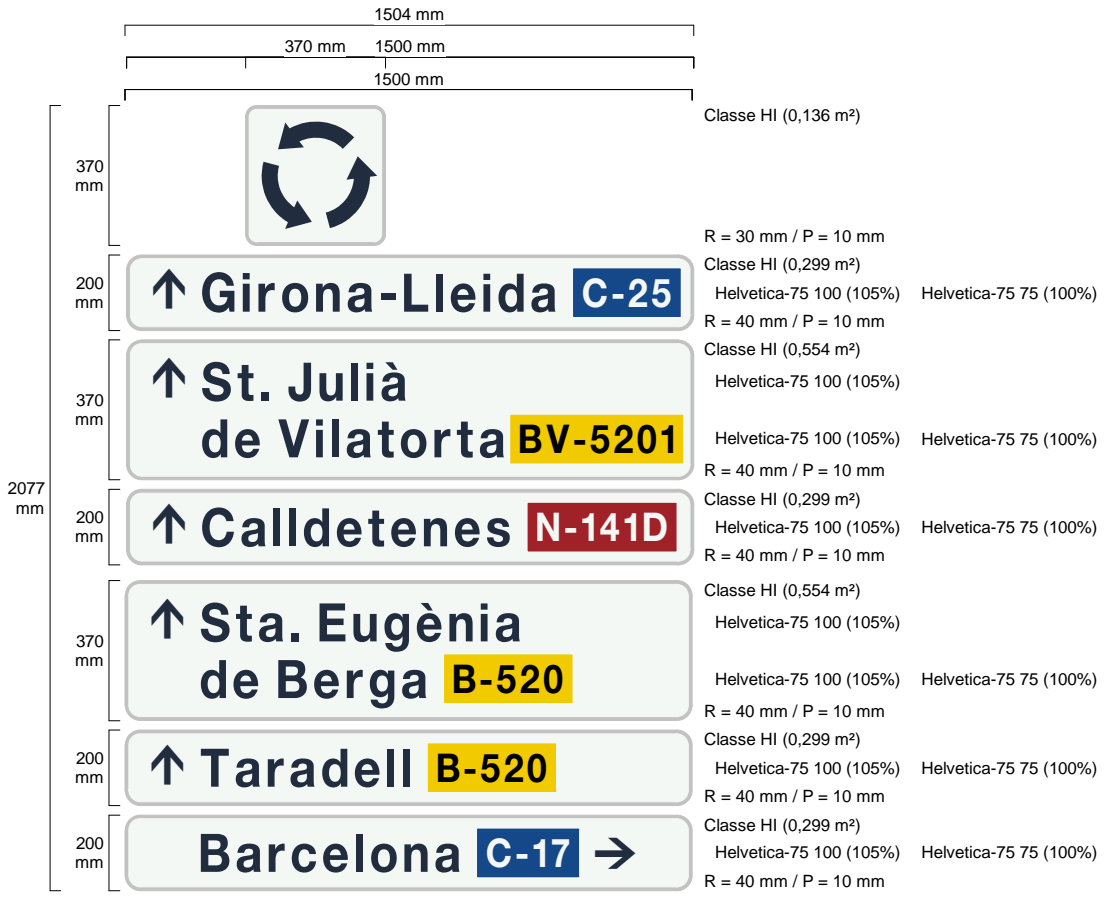 1504 mm
370 mm 1500 mm
1500 mm
Classe HI (0,136 m²)
370
mm
R = 30 mm / P = 10 mm
Classe HI (0,299 m²)
200
mm
Girona-Lleida C-25
Helvetica-75 100 (105%) Helvetica-75 75 (100%)
R = 40 mm / P = 10 mm
Classe HI (0,554 m²)
St. Julià
Helvetica-75 100 (105%)
370
mm
de Vilatorta BV-5201
Helvetica-75 100 (105%) Helvetica-75 75 (100%)
R = 40 mm / P = 10 mm
2077
mm
Classe HI (0,299 m²)
200
mm
Calldetenes N-141D
Helvetica-75 100 (105%) Helvetica-75 75 (100%)
R = 40 mm / P = 10 mm
Classe HI (0,554 m²)
Sta. Eugènia
Helvetica-75 100 (105%)
370
mm
de Berga B-520
Helvetica-75 100 (105%) Helvetica-75 75 (100%)
R = 40 mm / P = 10 mm
Classe HI (0,299 m²)
200
mm
Taradell B-520
Helvetica-75 100 (105%) Helvetica-75 75 (100%)
R = 40 mm / P = 10 mm
Classe HI (0,299 m²)
200
mm
Barcelona C-17
Helvetica-75 100 (105%) Helvetica-75 75 (100%)
R = 40 mm / P = 10 mm